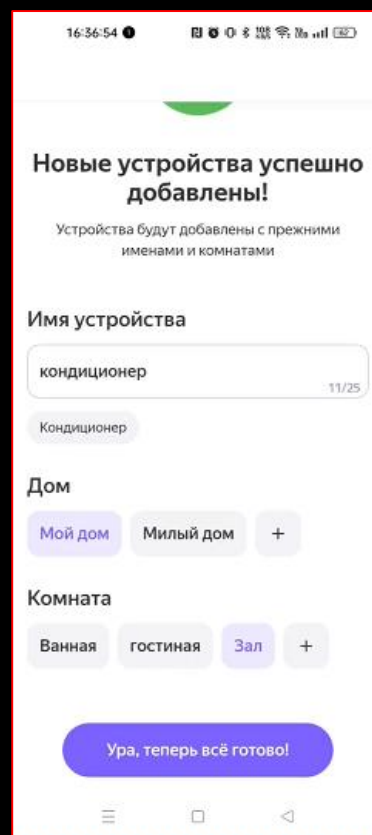 16:36:54
62
Новые устройства успешно
добавлены!
Устройства будут добавлены с прежними
именами и комнатами
Имя устройства
кондиционер
11/25
Кондиционер
Дом
Мой дом Милый дом +
Комната
Ванная гостиная Зал +
Ура, теперь всё готово!